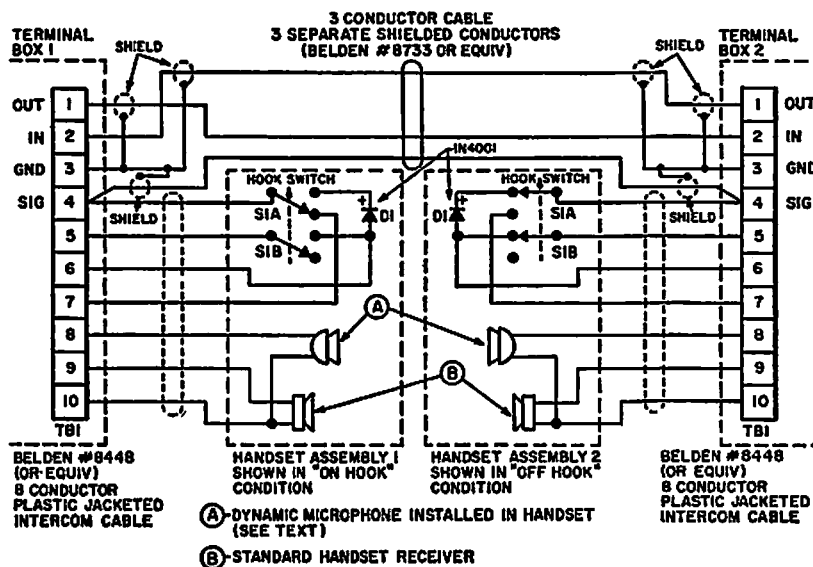 3 CONDUCTOR CABLE
3 SEPARATE SHIELDED CONDUCTORS
(BELDEN #8733 OR EQUIV)
TERMINAL
BOX 1
SHIELD
SHIELD
TERMINAL
BOX 2
OUT 1
IN 2
GND 3
SIG 4
5
6
7
8
9
10
TB1
1 OUT
2 IN
3 GND
4 SIG
5
6
7
8
9
10
TB1
SHIELD
SHIELD
1N4001
HOOK SWITCH
S1A
S1B
D1
+
HOOK SWITCH
S1A
S1B
D1
+
A
B
BELDEN #8448
(OR EQUIV)
8 CONDUCTOR
PLASTIC JACKETED
INTERCOM CABLE
HANDSET ASSEMBLY 1
SHOWN IN "ON HOOK"
CONDITION
HANDSET ASSEMBLY 2
SHOWN IN "OFF HOOK"
CONDITION
BELDEN #8448
(OR EQUIV)
8 CONDUCTOR
PLASTIC JACKETED
INTERCOM CABLE
A-DYNAMIC MICROPHONE INSTALLED IN HANDSET
(SEE TEXT)
B-STANDARD HANDSET RECEIVER